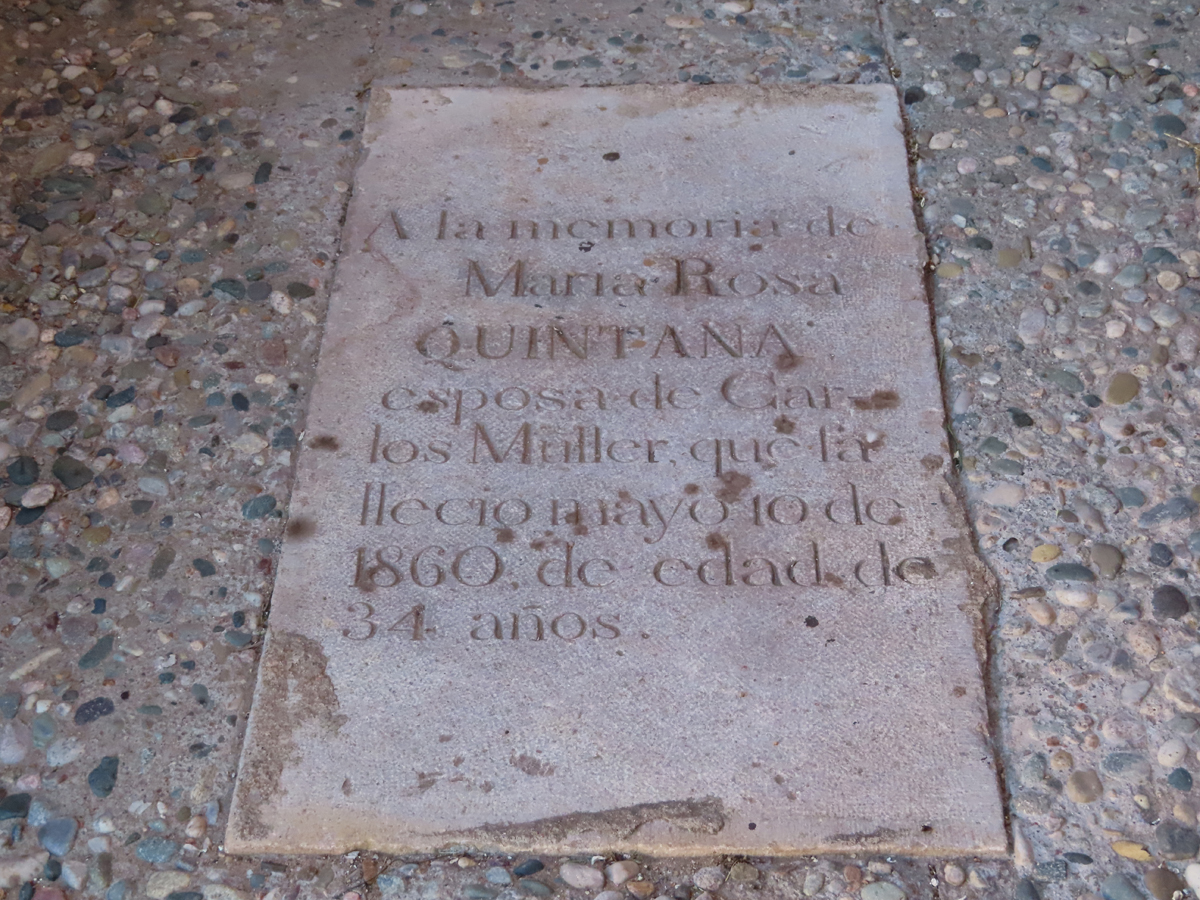 A la memoria de
Maria Rosa
QUINTANA
esposa de Car-
los Müller, que fa
llecio mayo 10 de
1860, de edad de
34 años.